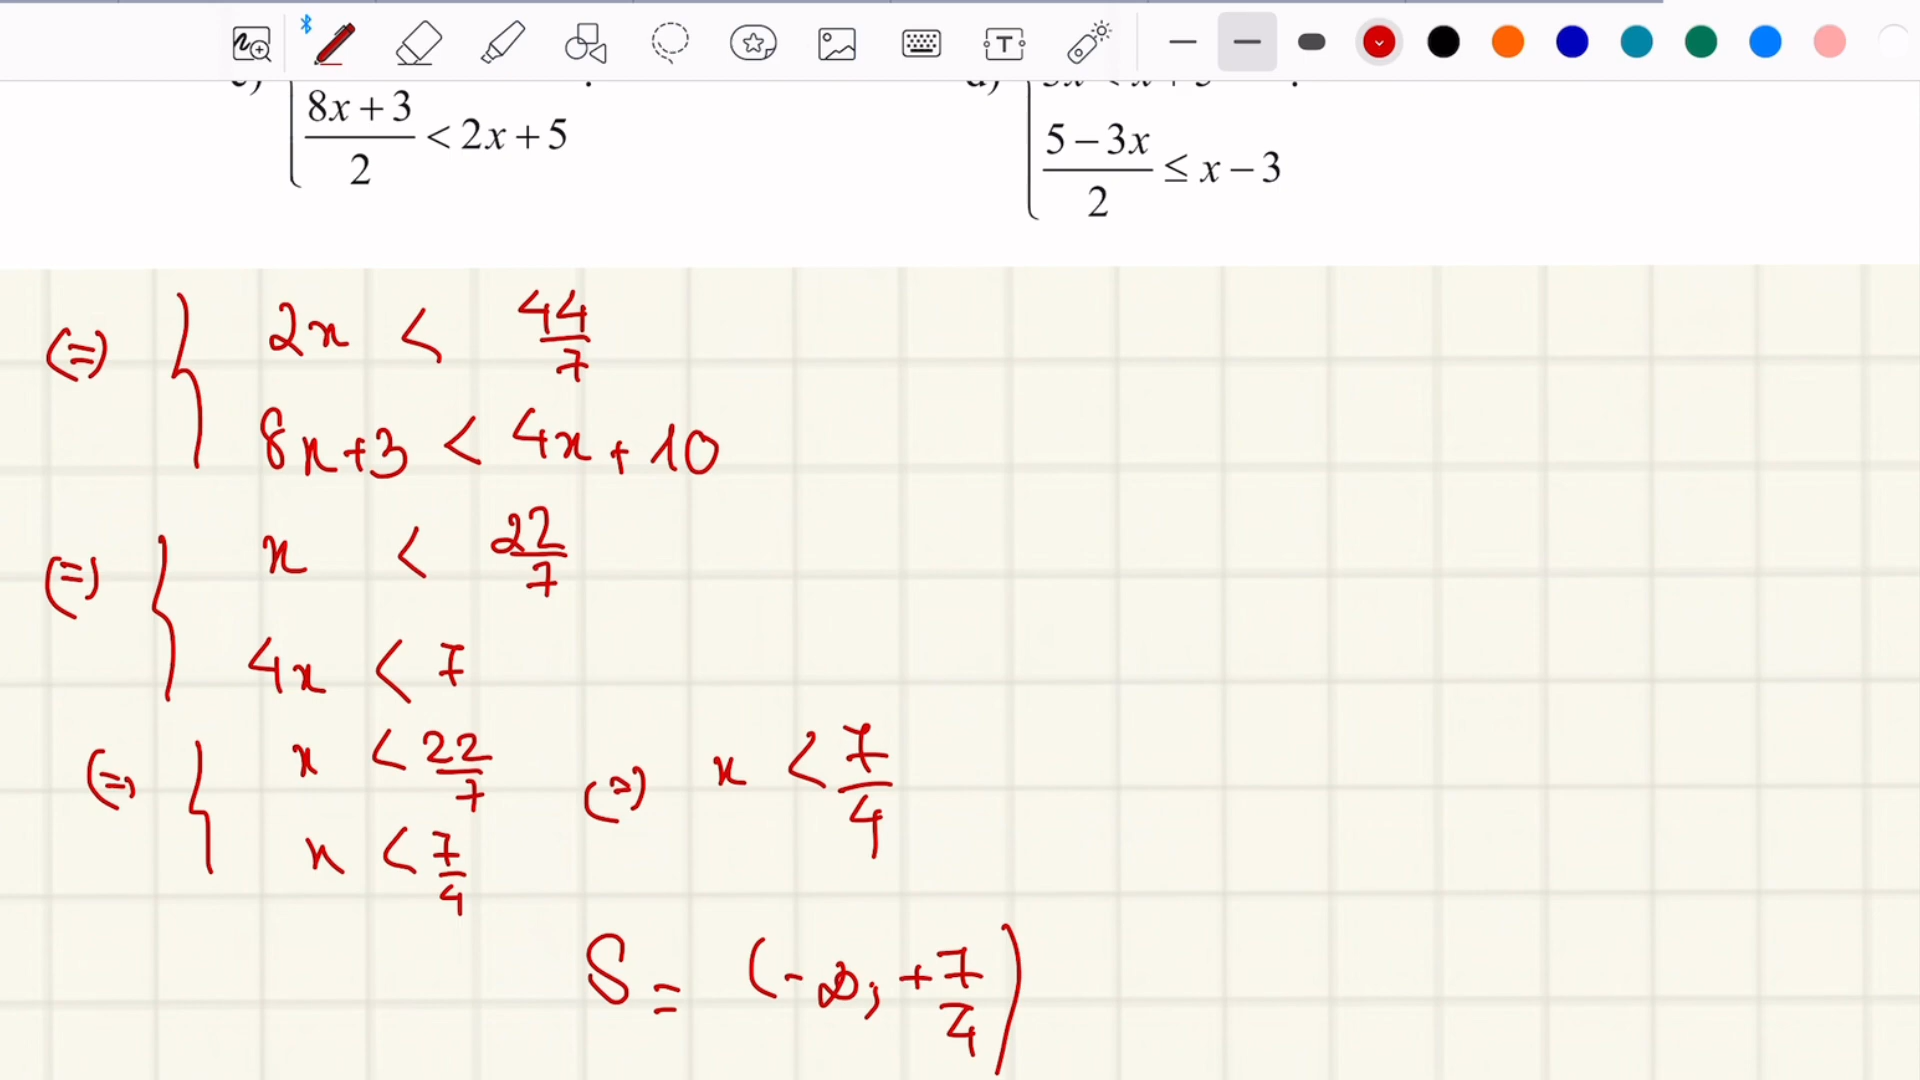 c)
8x + 3 / 2 < 2x + 5
d)
5 − 3x / 2 ≤ x − 3
(=) { 2x < 44/7
8x + 3 < 4x + 10
(=) { x < 22/7
4x < 7
(=) { x < 22/7 (=) x < 7/4
x < 7/4
S = (-∞; +7/4)